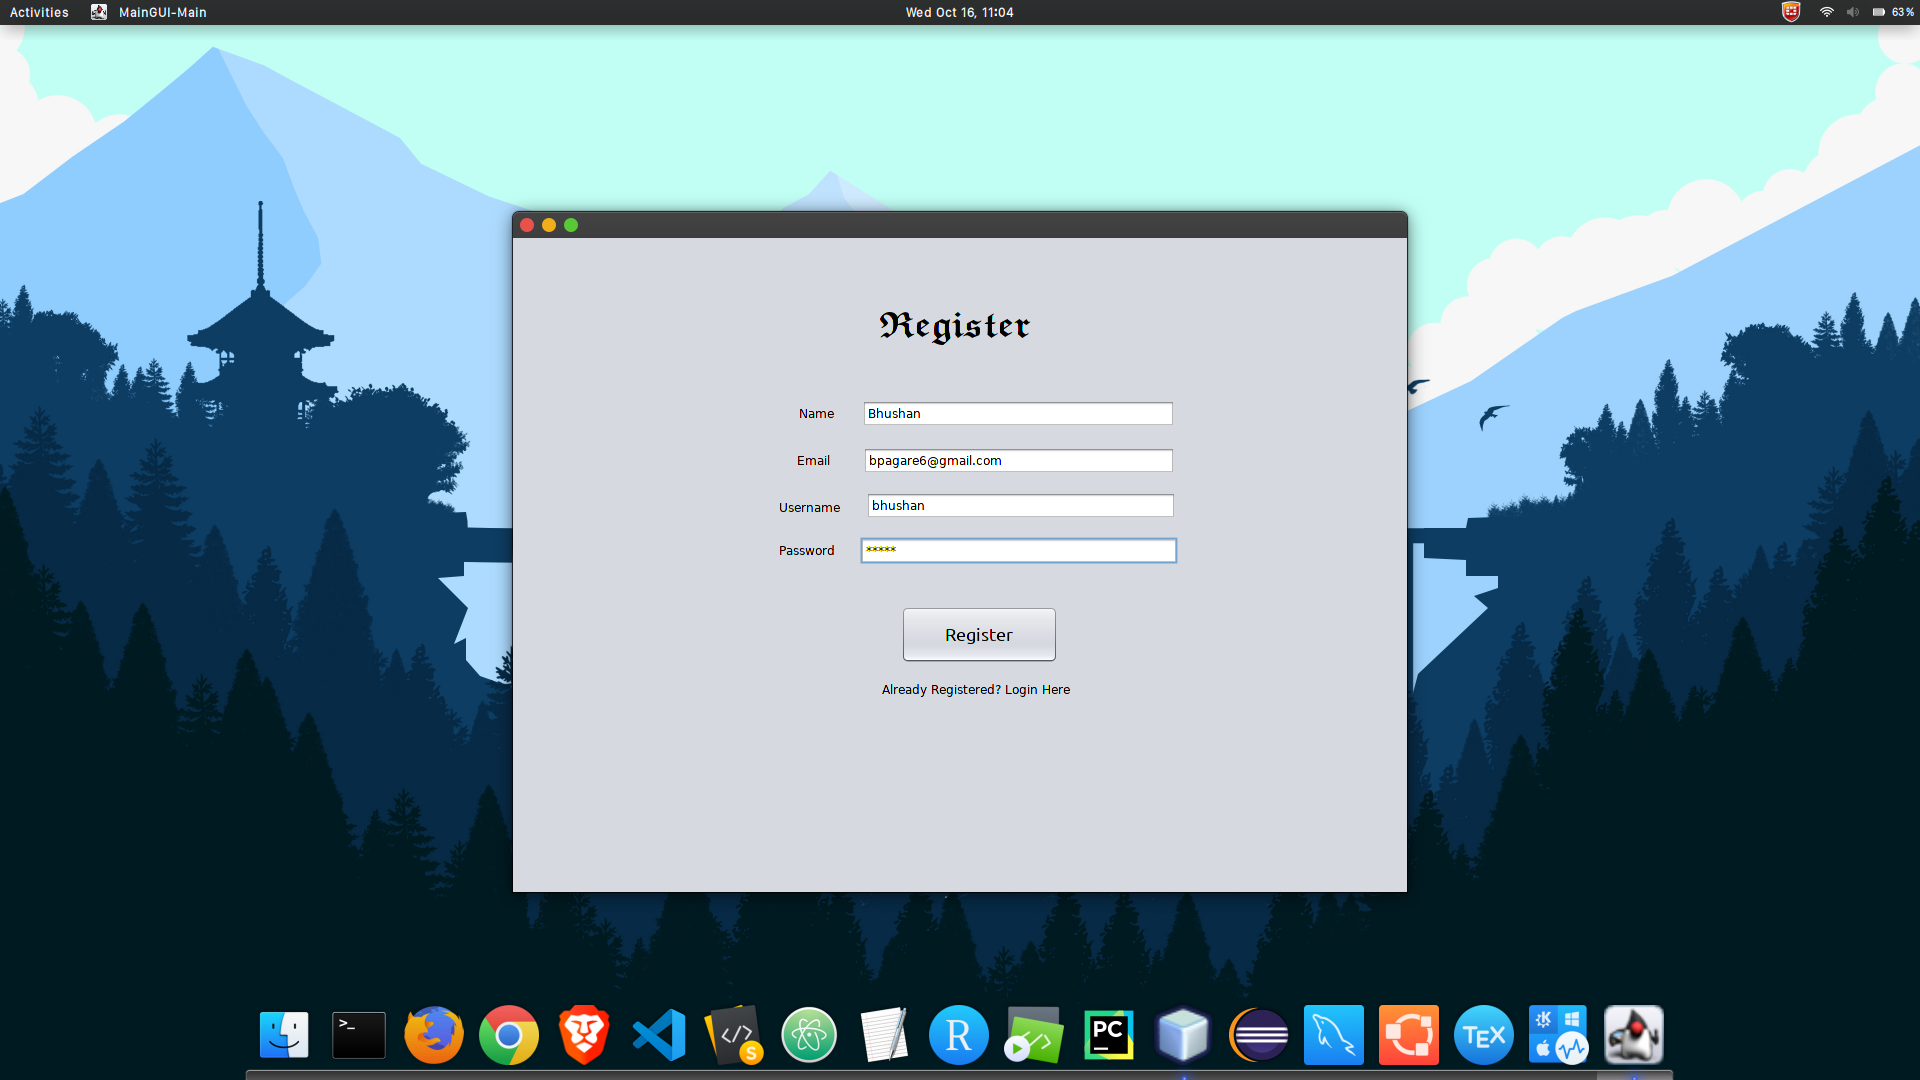 Activities MainGUI-Main Wed Oct 16, 11:04 63%
Register
Name Bhushan
Email bpagare6@gmail.com
Username bhushan
Password *****
Register
Already Registered? Login Here
>_ </> S R </> PC TEX K